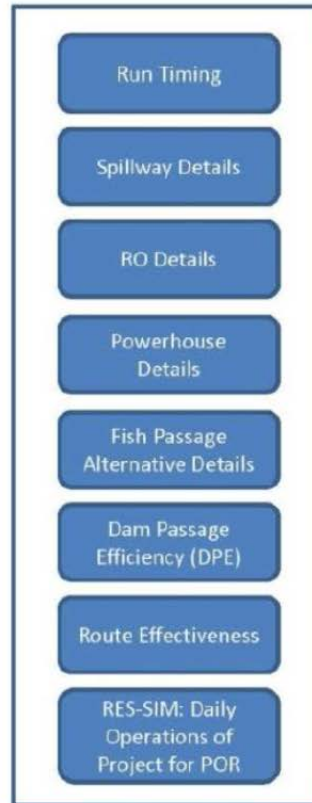 Run Timing
Spillway Details
RO Details
Powerhouse
Details
Fish Passage
Alternative Details
Dam Passage
Efficiency (DPE)
Route Effectiveness
RES-SIM: Daily
Operations of
Project for POR